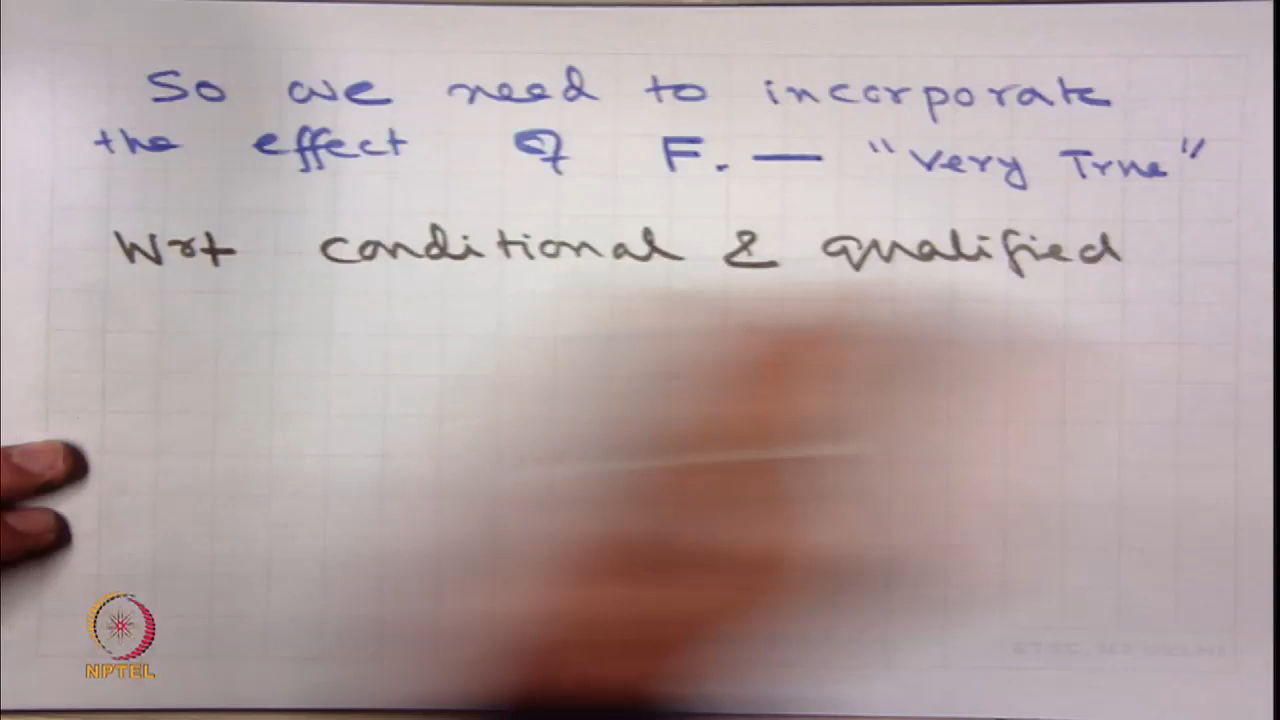 So we need to incorporate
the effect of F. — "Very True"
Wrt conditional & qualified
NPTEL